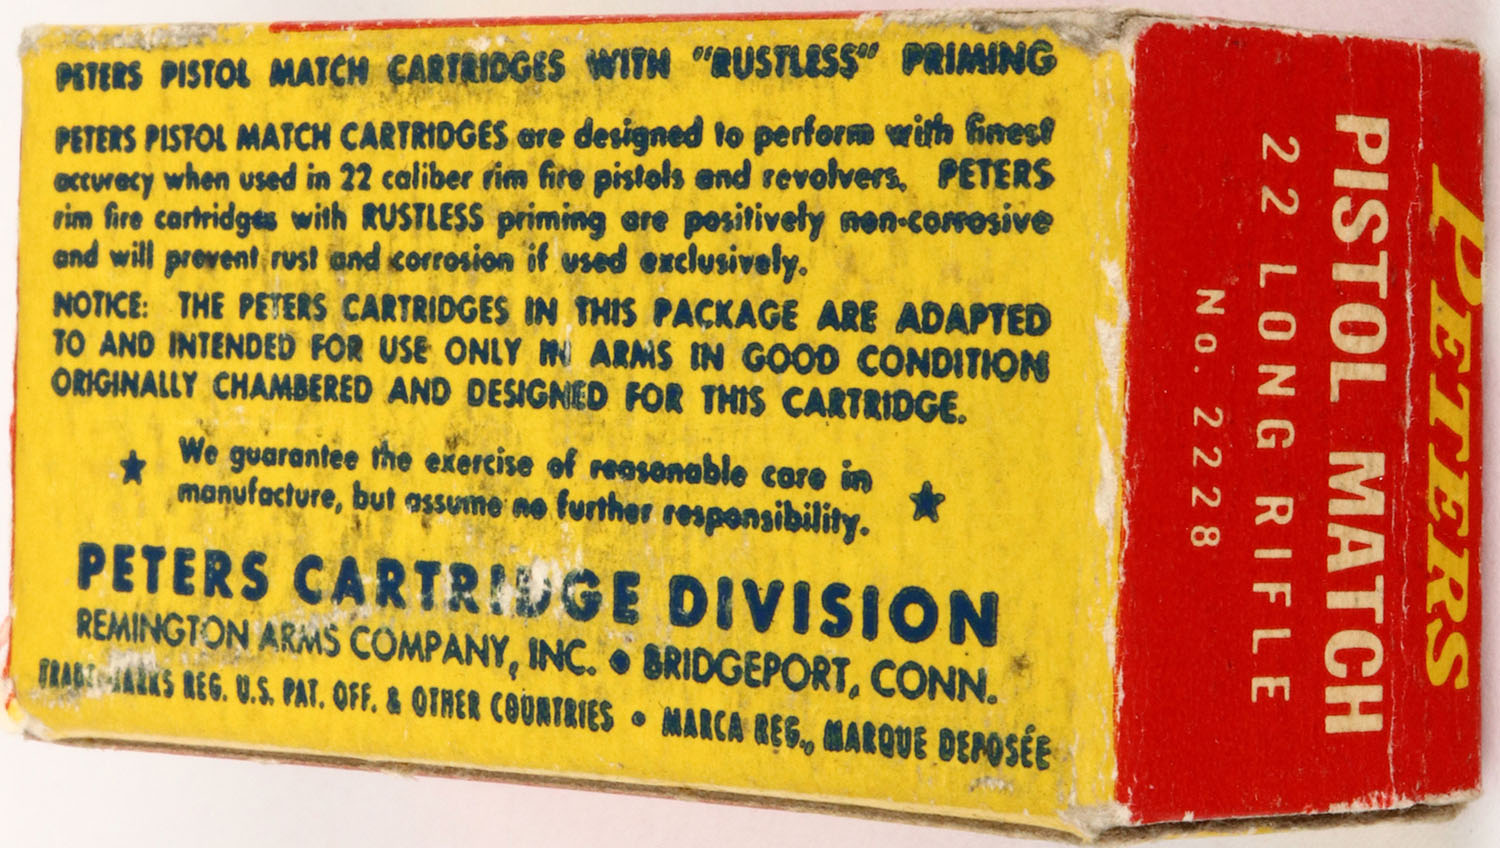 PETERS PISTOL MATCH CARTRIDGES WITH "RUSTLESS" PRIMING
PETERS PISTOL MATCH CARTRIDGES are designed to perform with finest
accuracy when used in 22 caliber rim fire pistols and revolvers. PETERS
rim fire cartridges with RUSTLESS priming are positively non-corrosive
and will prevent rust and corrosion if used exclusively.
NOTICE: THE PETERS CARTRIDGES IN THIS PACKAGE ARE ADAPTED
TO AND INTENDED FOR USE ONLY IN ARMS IN GOOD CONDITION
ORIGINALLY CHAMBERED AND DESIGNED FOR THIS CARTRIDGE.
We guarantee the exercise of reasonable care in
manufacture, but assume no further responsibility.
PETERS CARTRIDGE DIVISION
REMINGTON ARMS COMPANY, INC. • BRIDGEPORT, CONN.
TRADE-MARKS REG. U.S. PAT. OFF. & OTHER COUNTRIES • MARCA REG., MARQUE DEPOSÉE
PETERS
PISTOL MATCH
22 LONG RIFLE
No. 2228